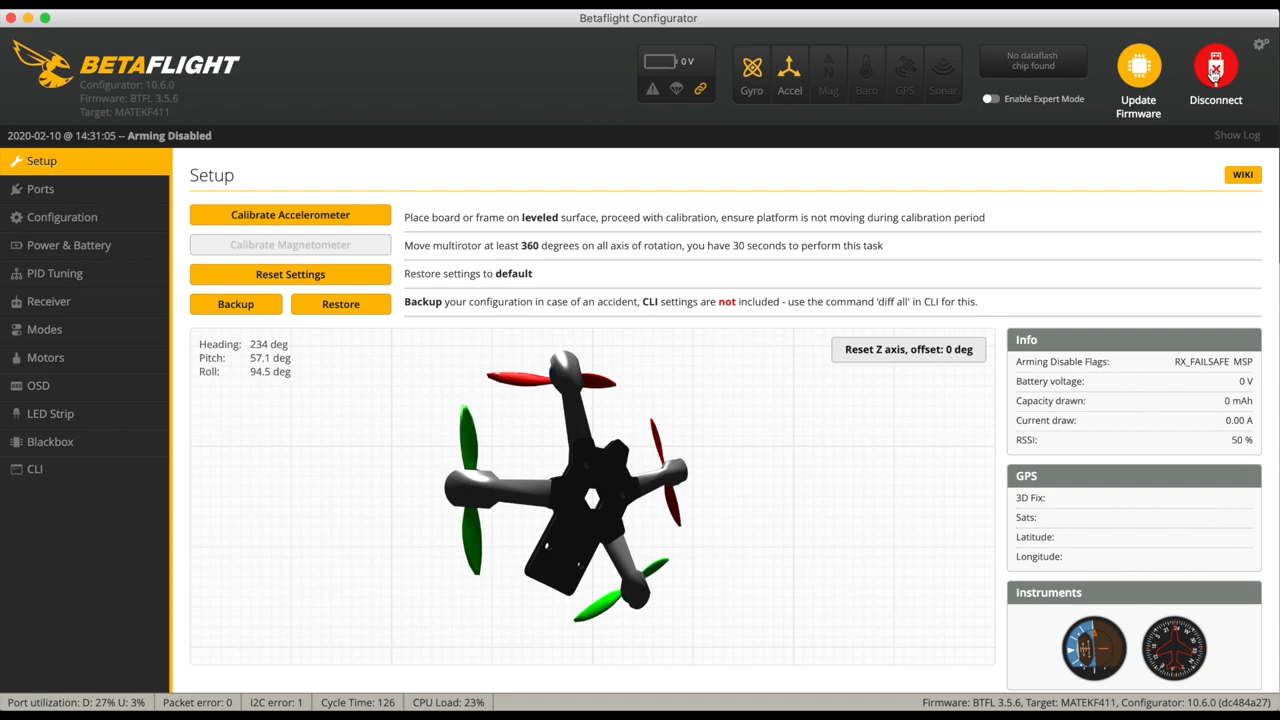 Betaflight Configurator
BETAFLIGHT
Configurator: 10.6.0
Firmware: BTFL 3.5.6
Target: MATEKF411
0 V
Gyro
Accel
Mag
Baro
GPS
Sonar
No dataflash
chip found
Enable Expert Mode
Update
Firmware
Disconnect
2020-02-10 @ 14:31:05 -- Arming Disabled
Show Log
Setup
Ports
Configuration
Power & Battery
PID Tuning
Receiver
Modes
Motors
OSD
LED Strip
Blackbox
CLI
Setup
WIKI
Calibrate Accelerometer
Place board or frame on leveled surface, proceed with calibration, ensure platform is not moving during calibration period
Calibrate Magnetometer
Move multirotor at least 360 degrees on all axis of rotation, you have 30 seconds to perform this task
Reset Settings
Restore settings to default
Backup
Restore
Backup your configuration in case of an accident, CLI settings are not included - use the command 'diff all' in CLI for this.
Heading: 234 deg
Pitch: 57.1 deg
Roll: 94.5 deg
Reset Z axis, offset: 0 deg
Info
Arming Disable Flags: RX_FAILSAFE MSP
Battery voltage: 0 V
Capacity drawn: 0 mAh
Current draw: 0.00 A
RSSI: 50 %
GPS
3D Fix:
Sats:
Latitude:
Longitude:
Instruments
Port utilization: D: 27% U: 3%
Packet error: 0
I2C error: 1
Cycle Time: 126
CPU Load: 23%
Firmware: BTFL 3.5.6, Target: MATEKF411, Configurator: 10.6.0 (dc484a27)